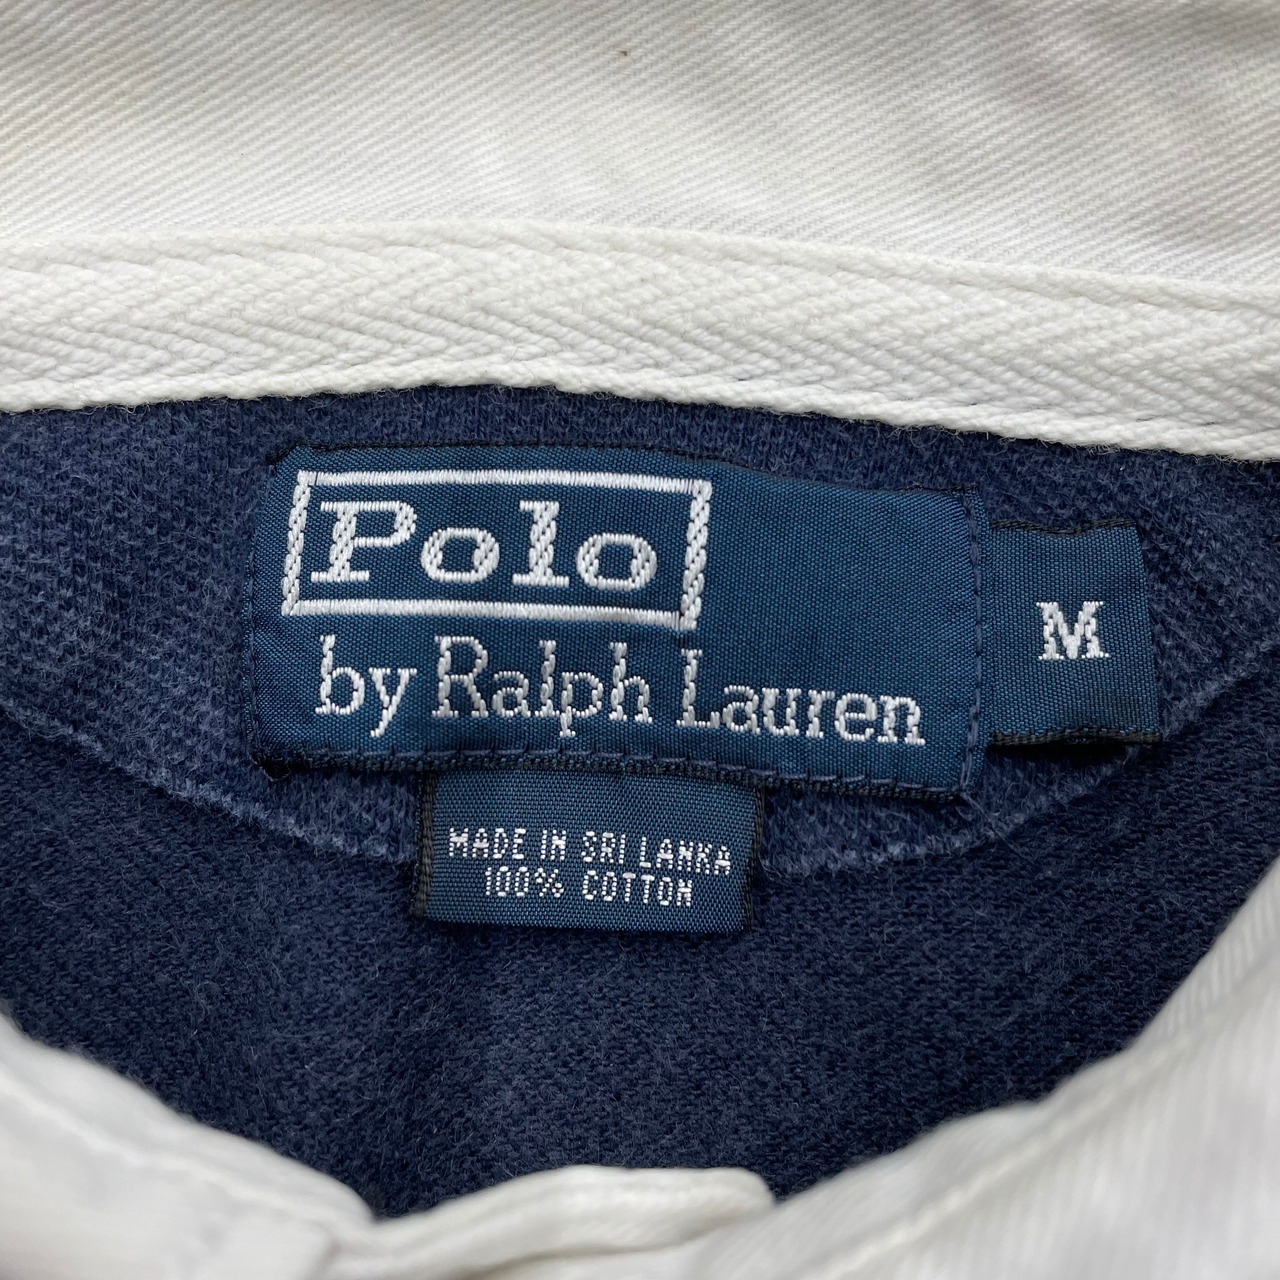 Polo
by Ralph Lauren
M
MADE IN SRI LANKA
100% COTTON